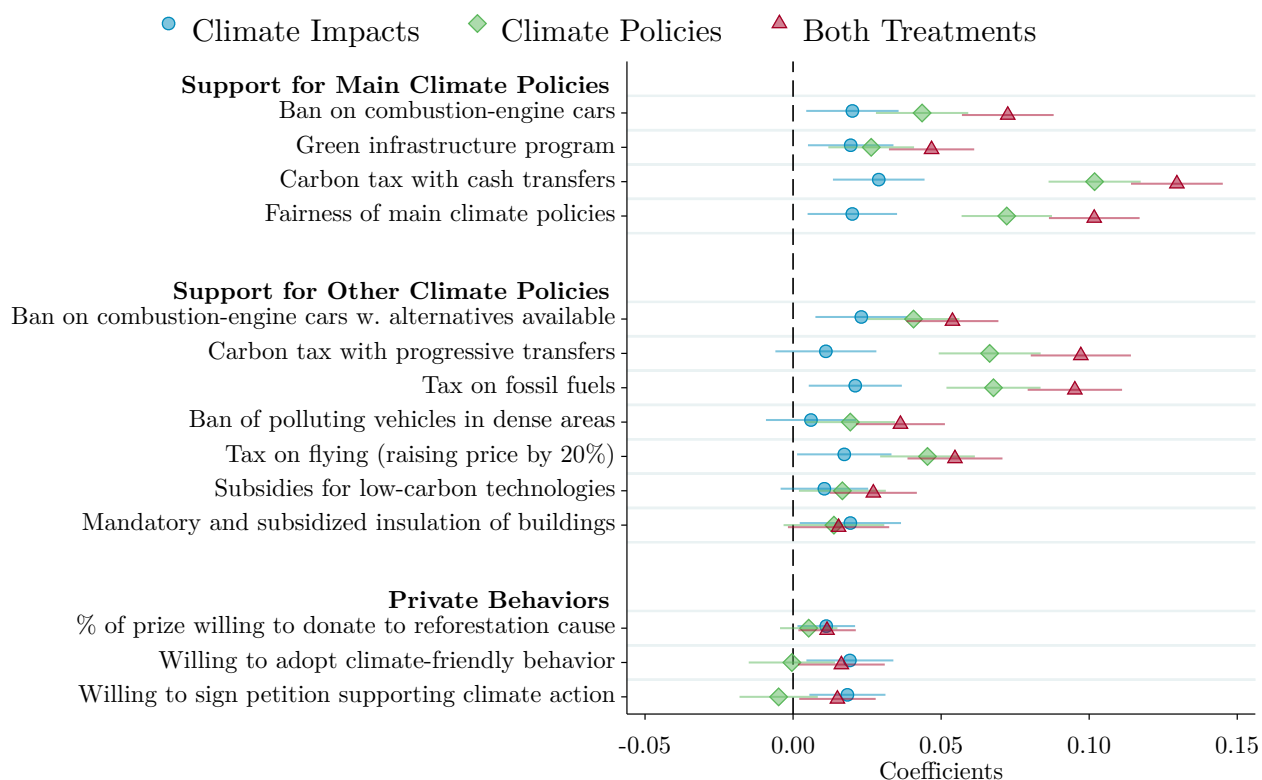 Climate Impacts Climate Policies Both Treatments
Support for Main Climate Policies
Ban on combustion-engine cars
Green infrastructure program
Carbon tax with cash transfers
Fairness of main climate policies
Support for Other Climate Policies
Ban on combustion-engine cars w. alternatives available
Carbon tax with progressive transfers
Tax on fossil fuels
Ban of polluting vehicles in dense areas
Tax on flying (raising price by 20%)
Subsidies for low-carbon technologies
Mandatory and subsidized insulation of buildings
Private Behaviors
% of prize willing to donate to reforestation cause
Willing to adopt climate-friendly behavior
Willing to sign petition supporting climate action
-0.05 0.00 0.05 0.10 0.15
Coefficients